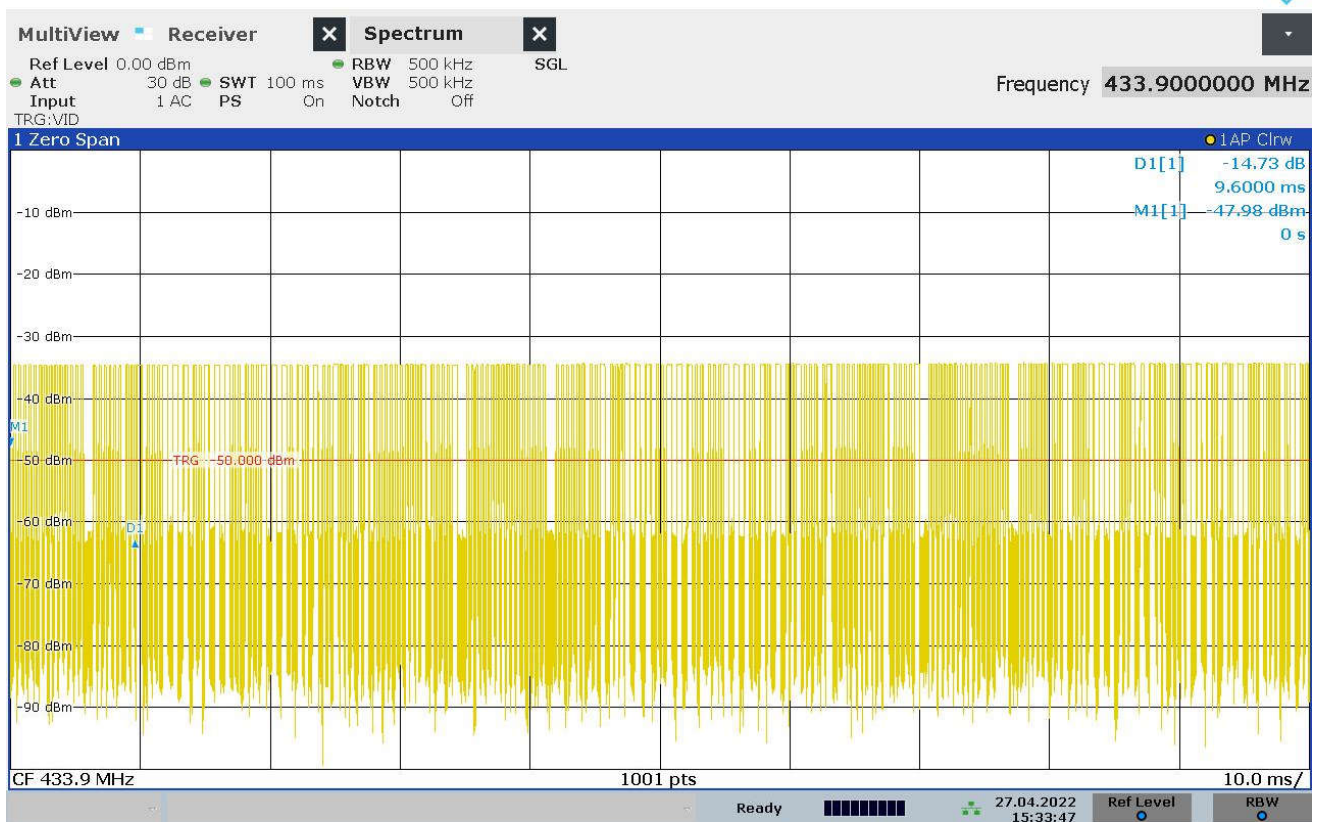 MultiView Receiver X Spectrum X
Ref Level 0.00 dBm RBW 500 kHz SGL
Att 30 dB SWT 100 ms VBW 500 kHz
Input 1 AC PS On Notch Off
Frequency 433.9000000 MHz
TRG:VID
1 Zero Span 1AP Clrw
D1[1] -14.73 dB
9.6000 ms
M1[1] -47.98 dBm
0 s
-10 dBm
-20 dBm
-30 dBm
-40 dBm
M1
-50 dBm
TRG -50.000 dBm
-60 dBm
D1
-70 dBm
-80 dBm
-90 dBm
CF 433.9 MHz 1001 pts 10.0 ms/
Ready 27.04.2022 Ref Level RBW
15:33:47